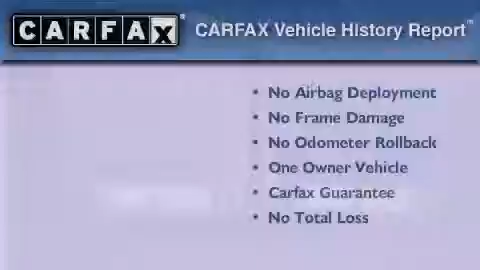 CARFAX® CARFAX Vehicle History Report™
• No Airbag Deployment
• No Frame Damage
• No Odometer Rollback
• One Owner Vehicle
• Carfax Guarantee
• No Total Loss